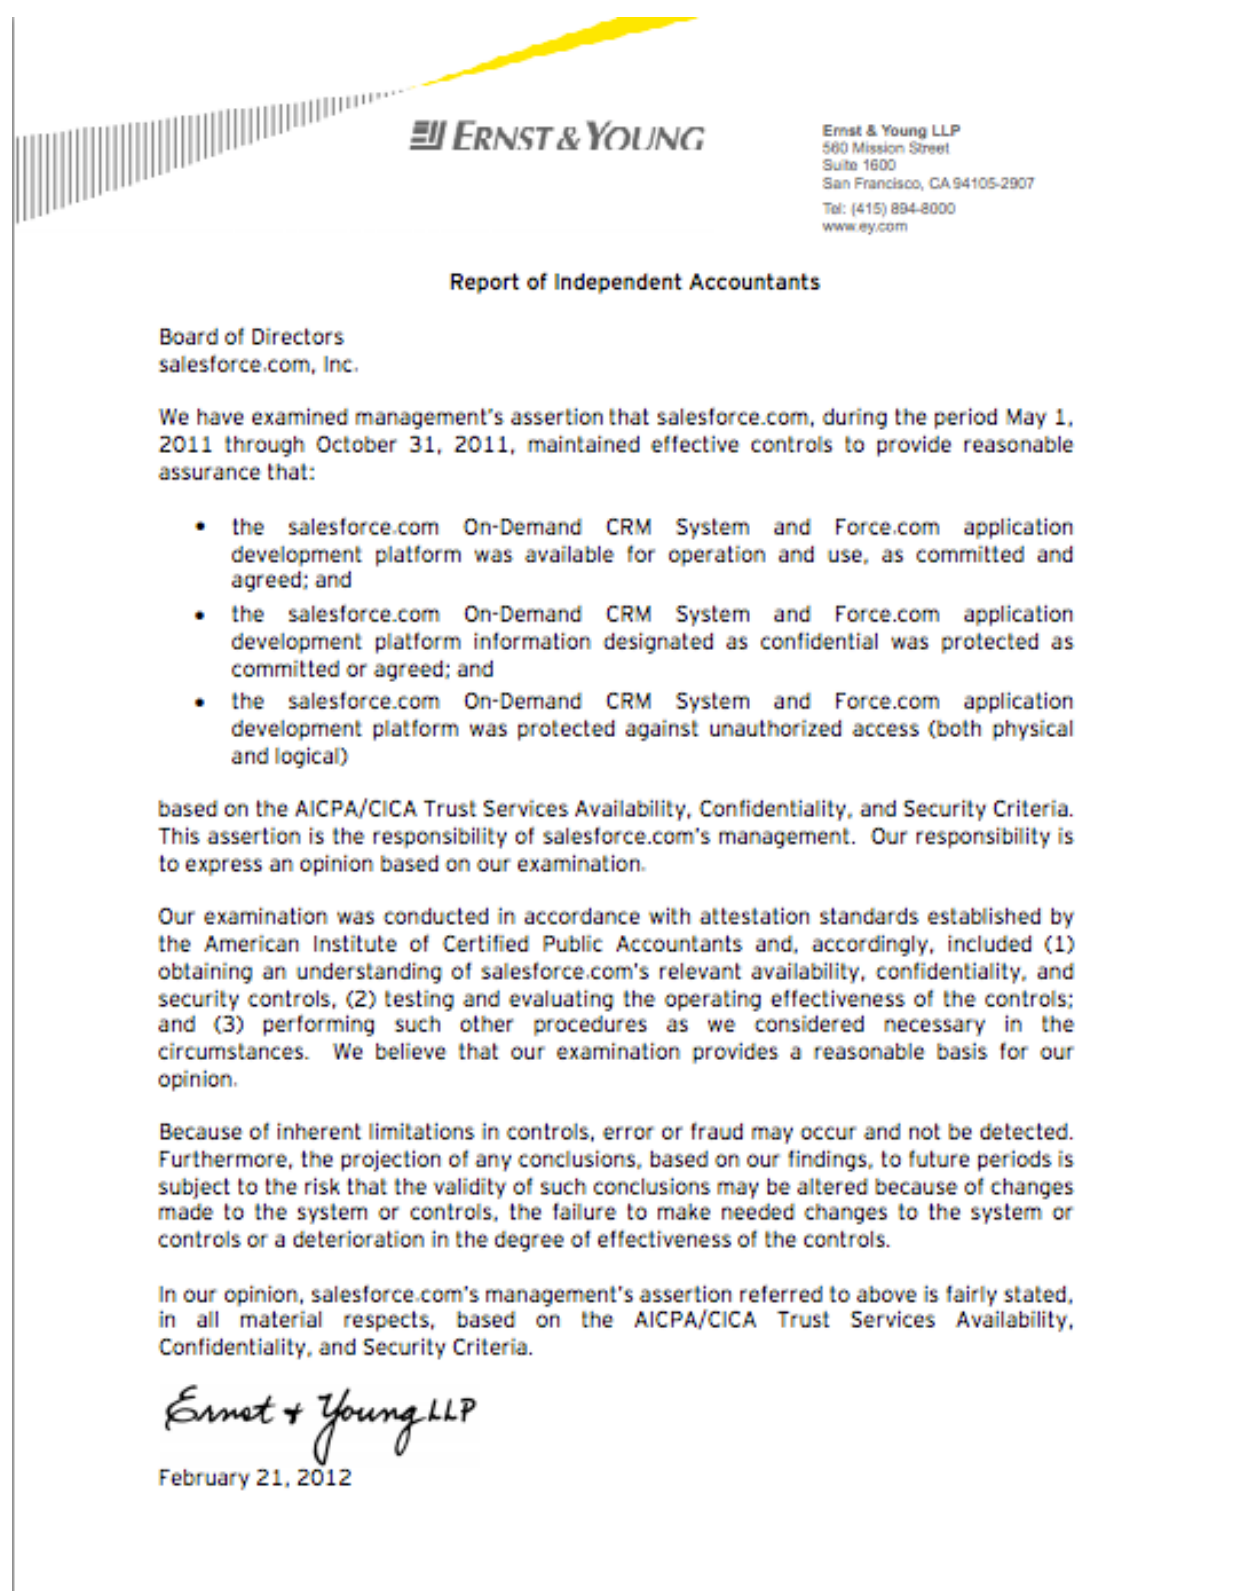 ERNST & YOUNG
Ernst & Young LLP
560 Mission Street
Suite 1600
San Francisco, CA 94105-2907
Tel: (415) 894-8000
www.ey.com
Report of Independent Accountants
Board of Directors
salesforce.com, Inc.
We have examined management's assertion that salesforce.com, during the period May 1,
2011 through October 31, 2011, maintained effective controls to provide reasonable
assurance that:
• the salesforce.com On-Demand CRM System and Force.com application
development platform was available for operation and use, as committed and
agreed; and
• the salesforce.com On-Demand CRM System and Force.com application
development platform information designated as confidential was protected as
committed or agreed; and
• the salesforce.com On-Demand CRM System and Force.com application
development platform was protected against unauthorized access (both physical
and logical)
based on the AICPA/CICA Trust Services Availability, Confidentiality, and Security Criteria.
This assertion is the responsibility of salesforce.com's management. Our responsibility is
to express an opinion based on our examination.
Our examination was conducted in accordance with attestation standards established by
the American Institute of Certified Public Accountants and, accordingly, included (1)
obtaining an understanding of salesforce.com's relevant availability, confidentiality, and
security controls, (2) testing and evaluating the operating effectiveness of the controls;
and (3) performing such other procedures as we considered necessary in the
circumstances. We believe that our examination provides a reasonable basis for our
opinion.
Because of inherent limitations in controls, error or fraud may occur and not be detected.
Furthermore, the projection of any conclusions, based on our findings, to future periods is
subject to the risk that the validity of such conclusions may be altered because of changes
made to the system or controls, the failure to make needed changes to the system or
controls or a deterioration in the degree of effectiveness of the controls.
In our opinion, salesforce.com's management's assertion referred to above is fairly stated,
in all material respects, based on the AICPA/CICA Trust Services Availability,
Confidentiality, and Security Criteria.
Ernst + Young LLP
February 21, 2012